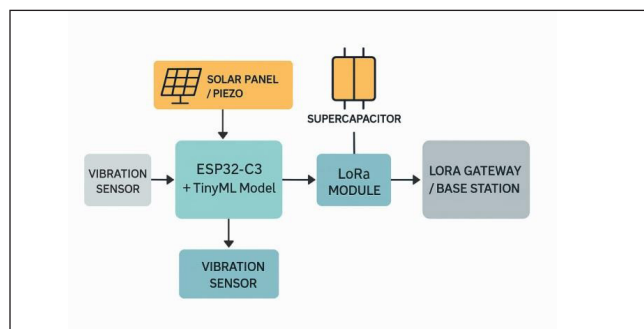 SOLAR PANEL
/ PIEZO
SUPERCAPACITOR
VIBRATION
SENSOR
ESP32-C3
+ TinyML Model
LoRa
MODULE
LORA GATEWAY
/ BASE STATION
VIBRATION
SENSOR